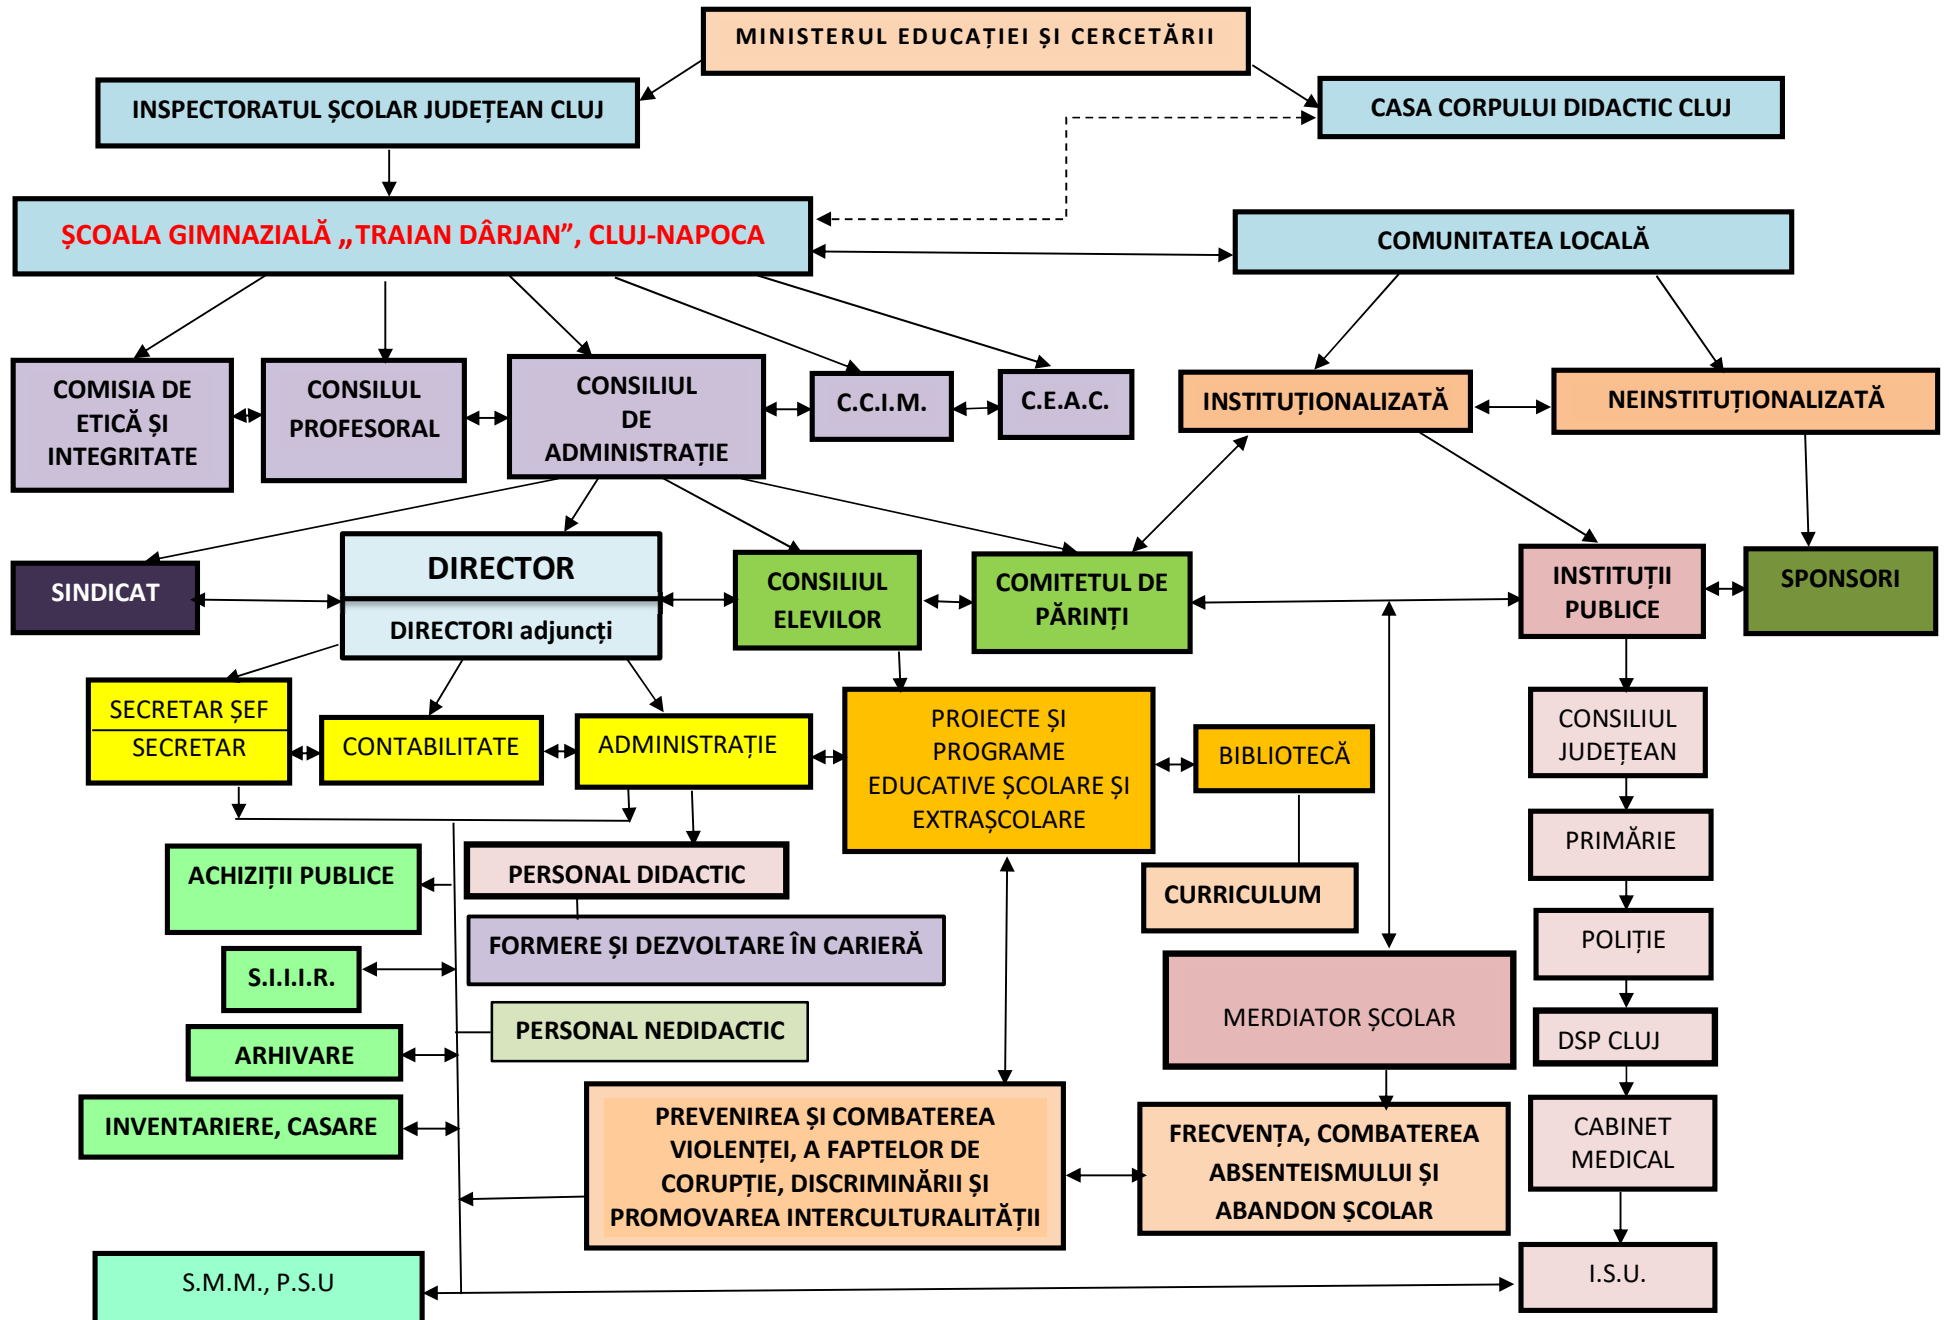 MINISTERUL EDUCAȚIEI ȘI CERCETĂRII
INSPECTORATUL ȘCOLAR JUDEȚEAN CLUJ
CASA CORPULUI DIDACTIC CLUJ
ȘCOALA GIMNAZIALĂ „TRAIAN DÂRJAN”, CLUJ-NAPOCA
COMUNITATEA LOCALĂ
COMISIA DE
ETICĂ ȘI
INTEGRITATE
CONSILUL
PROFESORAL
CONSILIUL
DE
ADMINISTRAȚIE
C.C.I.M.
C.E.A.C.
INSTITUȚIONALIZATĂ
NEINSTITUȚIONALIZATĂ
SINDICAT
DIRECTOR
DIRECTORI adjuncți
CONSILIUL
ELEVILOR
COMITETUL DE
PĂRINȚI
INSTITUȚII
PUBLICE
SPONSORI
SECRETAR ȘEF
SECRETAR
CONTABILITATE
ADMINISTRAȚIE
PROIECTE ȘI
PROGRAME
EDUCATIVE ȘCOLARE ȘI
EXTRAȘCOLARE
BIBLIOTECĂ
CONSILIUL
JUDEȚEAN
PRIMĂRIE
ACHIZIȚII PUBLICE
PERSONAL DIDACTIC
CURRICULUM
FORMERE ȘI DEZVOLTARE ÎN CARIERĂ
POLIȚIE
S.I.I.I.R.
PERSONAL NEDIDACTIC
MERDIATOR ȘCOLAR
DSP CLUJ
ARHIVARE
INVENTARIERE, CASARE
PREVENIREA ȘI COMBATEREA
VIOLENȚEI, A FAPTELOR DE
CORUPȚIE, DISCRIMINĂRII ȘI
PROMOVAREA INTERCULTURALITĂȚII
FRECVENȚA, COMBATEREA
ABSENTEISMULUI ȘI
ABANDON ȘCOLAR
CABINET
MEDICAL
S.M.M., P.S.U
I.S.U.